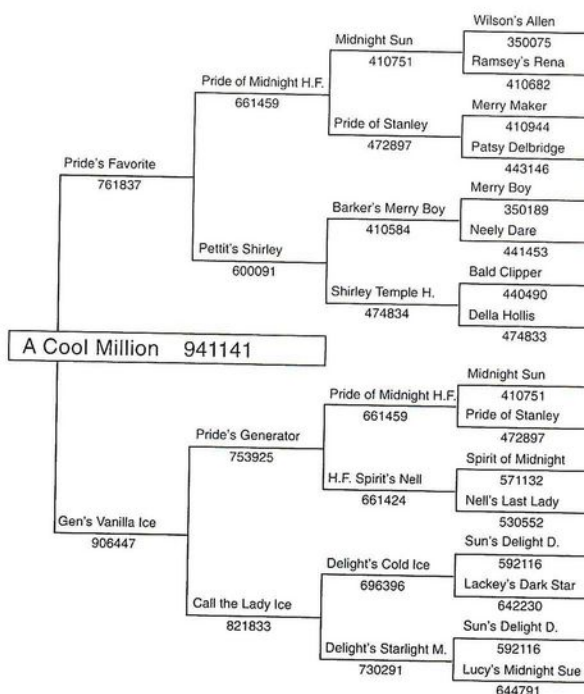 Wilson's Allen
Midnight Sun
350075
410751
Ramsey's Rena
Pride of Midnight H.F.
410682
661459
Merry Maker
Pride of Stanley
410944
472897
Patsy Delbridge
Pride's Favorite
443146
761837
Merry Boy
Barker's Merry Boy
350189
410584
Neely Dare
Pettit's Shirley
441453
600091
Bald Clipper
Shirley Temple H.
440490
474834
Della Hollis
474833
A Cool Million 941141
Midnight Sun
Pride of Midnight H.F.
410751
661459
Pride of Stanley
Pride's Generator
472897
753925
Spirit of Midnight
H.F. Spirit's Nell
571132
661424
Nell's Last Lady
Gen's Vanilla Ice
530552
906447
Sun's Delight D.
Delight's Cold Ice
592116
696396
Lackey's Dark Star
Call the Lady Ice
642230
821833
Sun's Delight D.
Delight's Starlight M.
592116
730291
Lucy's Midnight Sue
644791